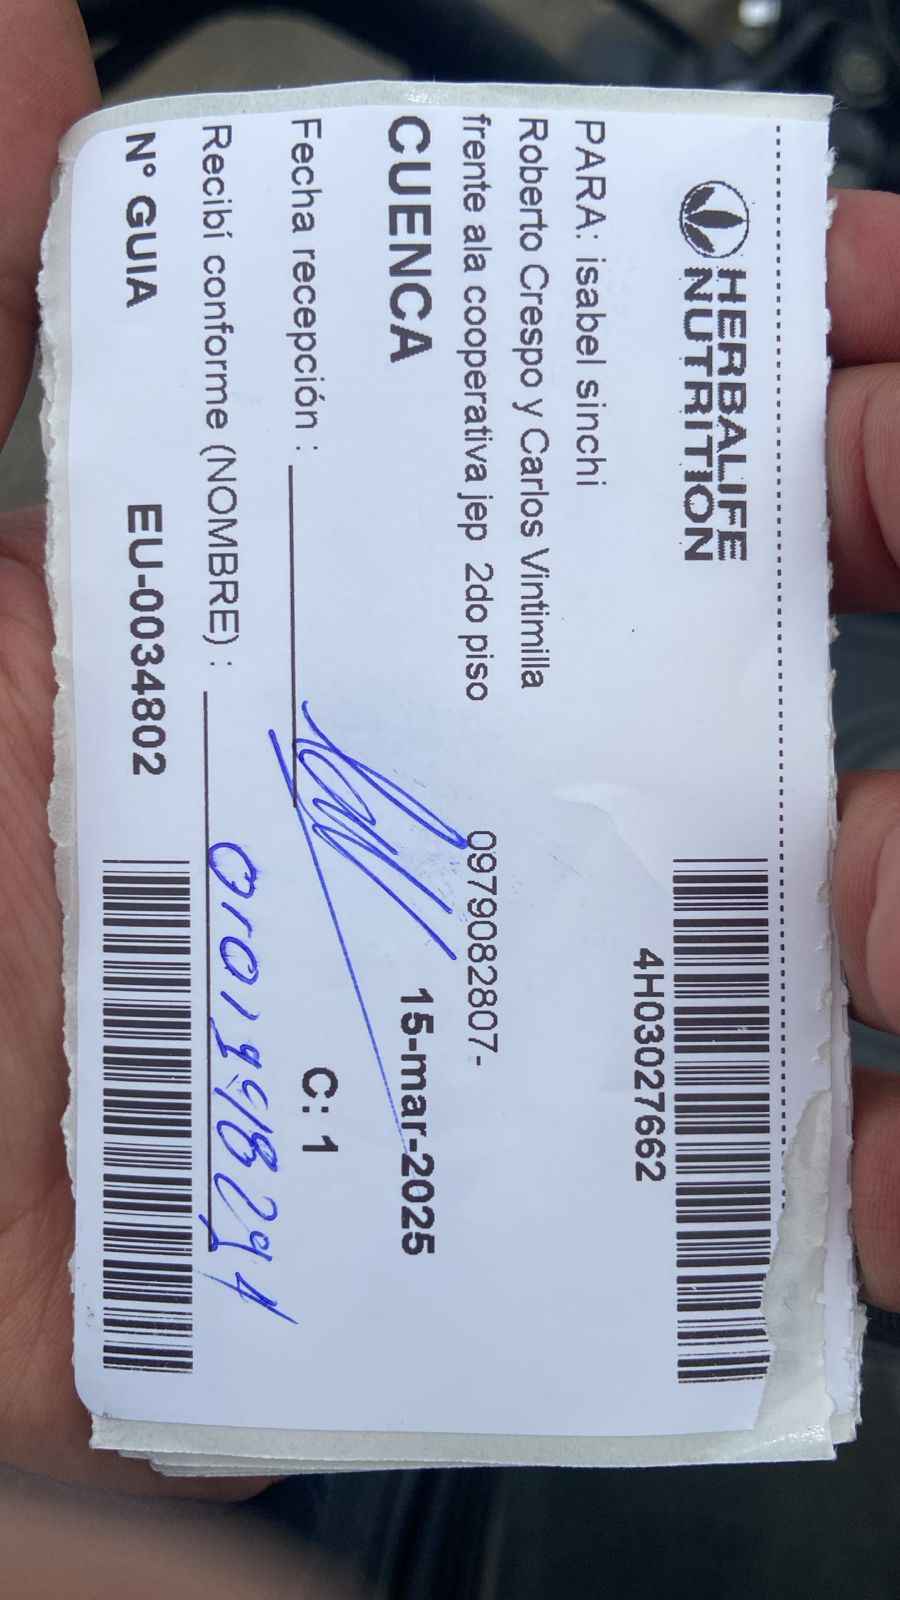 HERBALIFE
NUTRITION
4H03027662
PARA: isabel sinchi
Roberto Crespo y Carlos Vintimilla
frente ala cooperativa jep 2do piso
0979082807-
CUENCA
15-mar-2025
Fecha recepción :
C: 1
Recibí conforme (NOMBRE) :
N° GUIA
EU-0034802